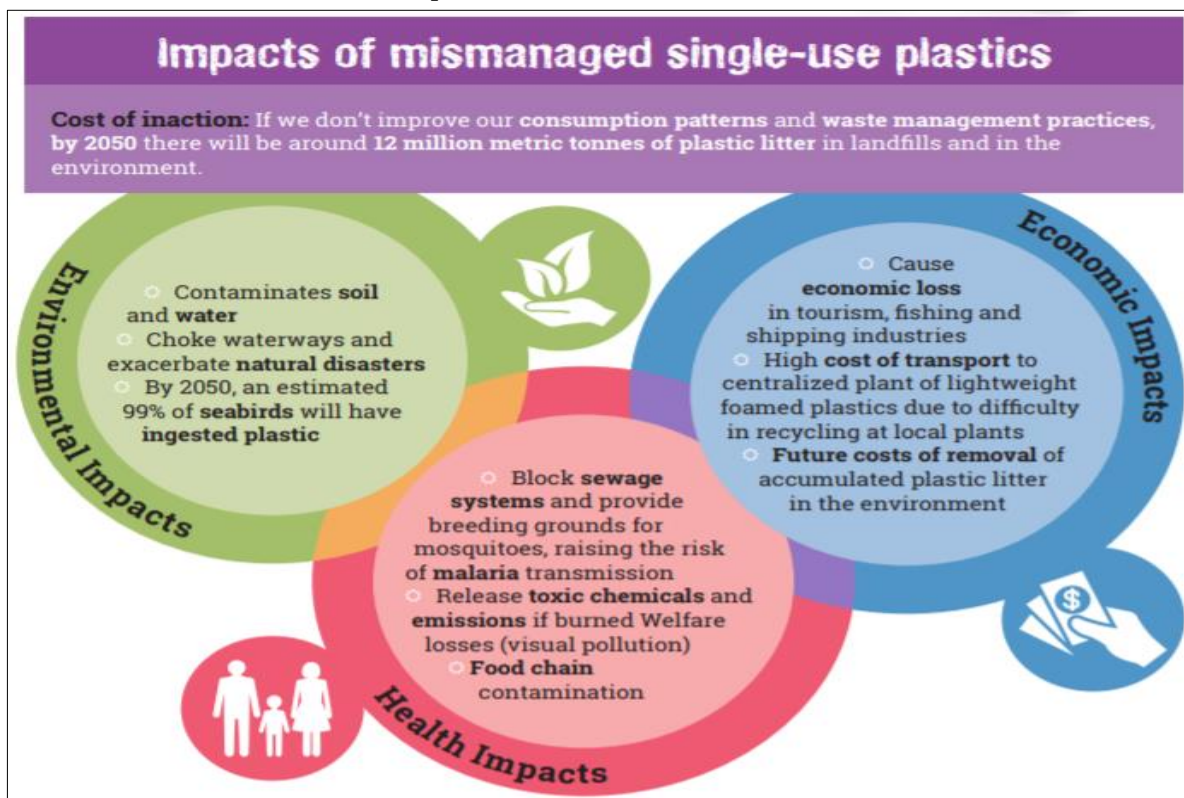 Impacts of mismanaged single-use plastics
Cost of inaction: If we don't improve our consumption patterns and waste management practices,
by 2050 there will be around 12 million metric tonnes of plastic litter in landfills and in the
environment.
Environmental Impacts
Contaminates soil
and water
Choke waterways and
exacerbate natural disasters
By 2050, an estimated
99% of seabirds will have
ingested plastic
Economic Impacts
Cause
economic loss
in tourism, fishing and
shipping industries
High cost of transport to
centralized plant of lightweight
foamed plastics due to difficulty
in recycling at local plants
Future costs of removal of
accumulated plastic litter
in the environment
Block sewage
systems and provide
breeding grounds for
mosquitoes, raising the risk
of malaria transmission
Release toxic chemicals and
emissions if burned Welfare
losses (visual pollution)
Food chain
contamination
Health Impacts
$